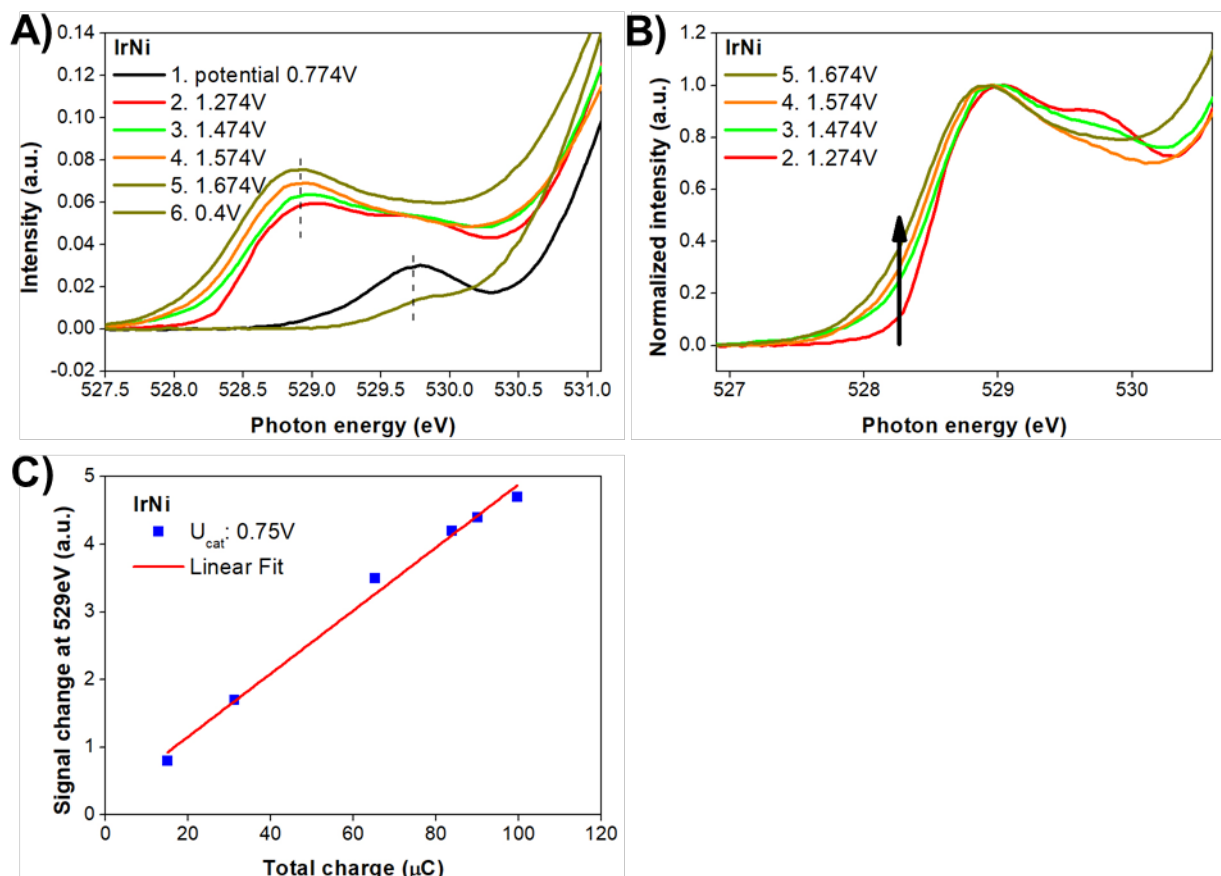 A)
IrNi
1. potential 0.774V
2. 1.274V
3. 1.474V
4. 1.574V
5. 1.674V
6. 0.4V
0.14
0.12
0.10
0.08
0.06
0.04
0.02
0.00
-0.02
Intensity (a.u.)
527.5 528.0 528.5 529.0 529.5 530.0 530.5 531.0
Photon energy (eV)
B)
IrNi
5. 1.674V
4. 1.574V
3. 1.474V
2. 1.274V
1.2
1.0
0.8
0.6
0.4
0.2
0.0
Normalized intensity (a.u.)
527 528 529 530
Photon energy (eV)
C)
IrNi
Ucat: 0.75V
Linear Fit
5
4
3
2
1
0
Signal change at 529eV (a.u.)
0 20 40 60 80 100 120
Total charge (μC)